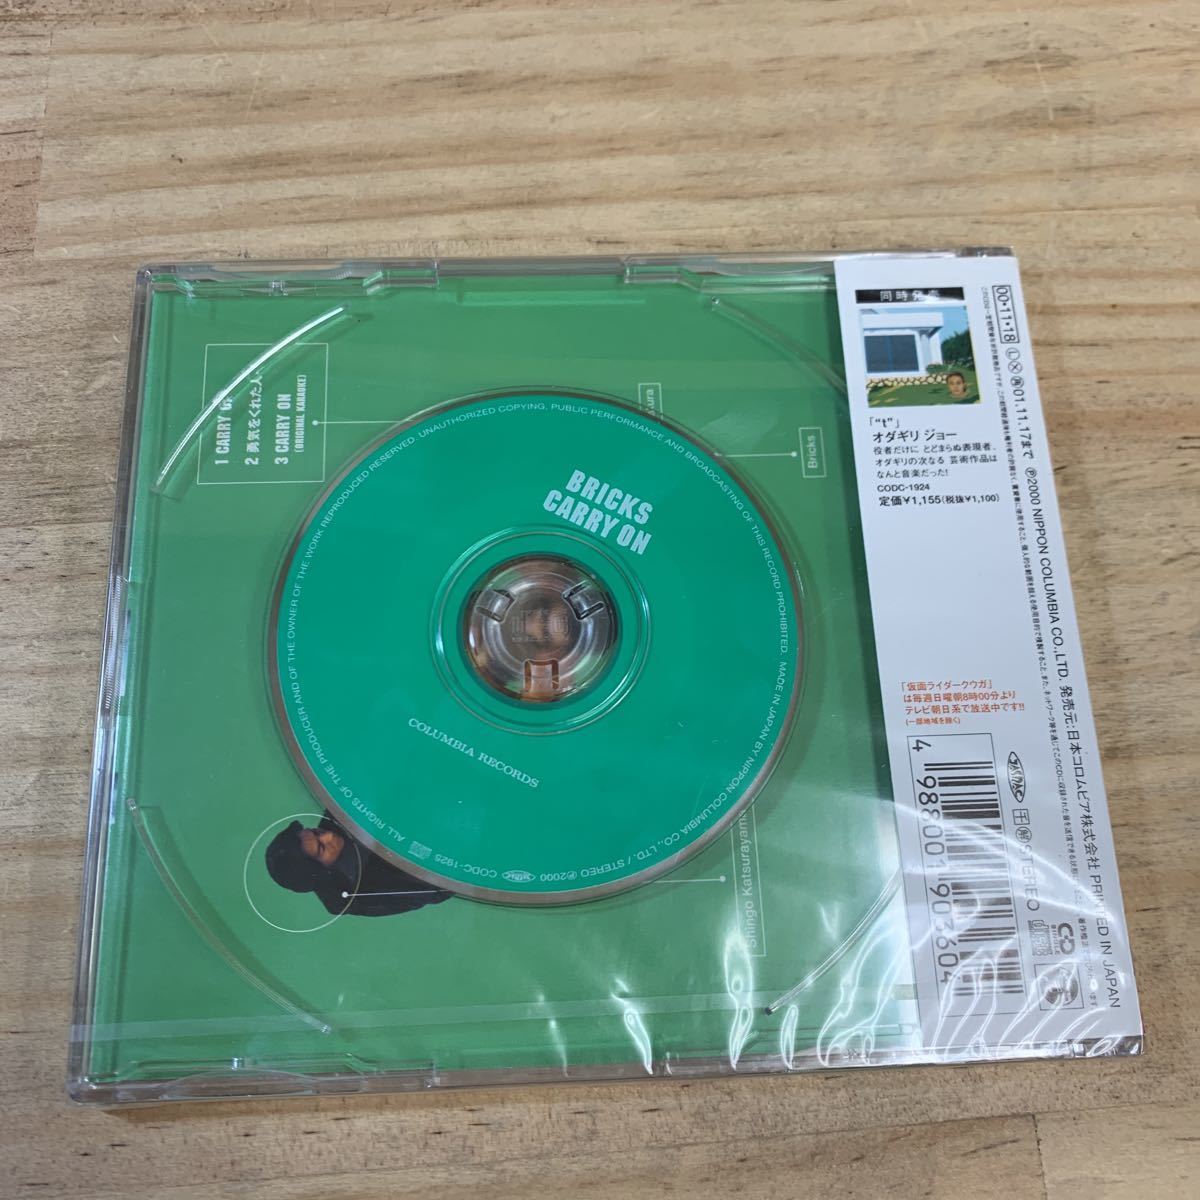 1 CARRY ON
2 勇気をくれた人
3 CARRY ON
(ORIGINAL KARAOKE)
Bricks
Shingo Katsurayama
BRICKS
CARRY ON
COLUMBIA RECORDS
ALL RIGHTS OF THE PRODUCER AND OF THE OWNER OF THE WORK REPRODUCED RESERVED. UNAUTHORIZED COPYING, PUBLIC PERFORMANCE AND BROADCASTING OF THIS RECORD PROHIBITED. MADE IN JAPAN BY NIPPON COLUMBIA CO., LTD. / STEREO Ⓟ2000 JASRAC CODC-1925
同時発売
「“t”」
オダギリ ジョー
役者だけに とどまらぬ表現者、
オダギリの次なる 芸術作品は
なんと音楽だった!
CODC-1924
定価¥1,155(税抜¥1,100)
「仮面ライダークウガ」
は毎週日曜朝8時00分より
テレビ朝日系で放送中です!!
(一部地域を除く)
4 988001 903604
00・11・18 Ⓛ 再 01.11.17まで Ⓟ2000 NIPPON COLUMBIA CO.,LTD. 発売元:日本コロムビア株式会社 PRINTED IN JAPAN
JASRAC
STEREO
CD
SINGLE